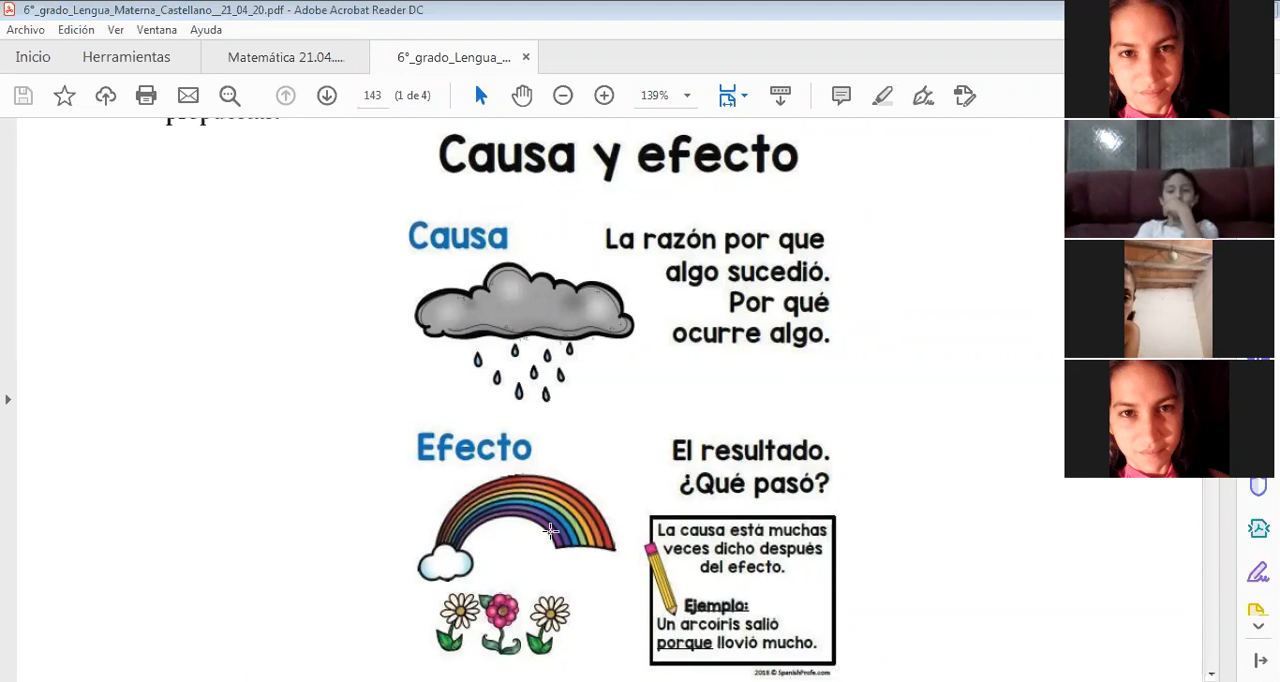 6°_grado_Lengua_Materna_Castellano__21_04_20.pdf - Adobe Acrobat Reader DC
Archivo Edición Ver Ventana Ayuda
Inicio Herramientas Matemática 21.04.... 6°_grado_Lengua_... ×
143 (1 de 4) 139%
Causa y efecto
Causa
La razón por que
algo sucedió.
Por qué
ocurre algo.
Efecto
El resultado.
¿Qué pasó?
La causa está muchas
veces dicho después
del efecto.
Ejemplo:
Un arcoíris salió
porque llovió mucho.
2018 © SpanishProfe.com